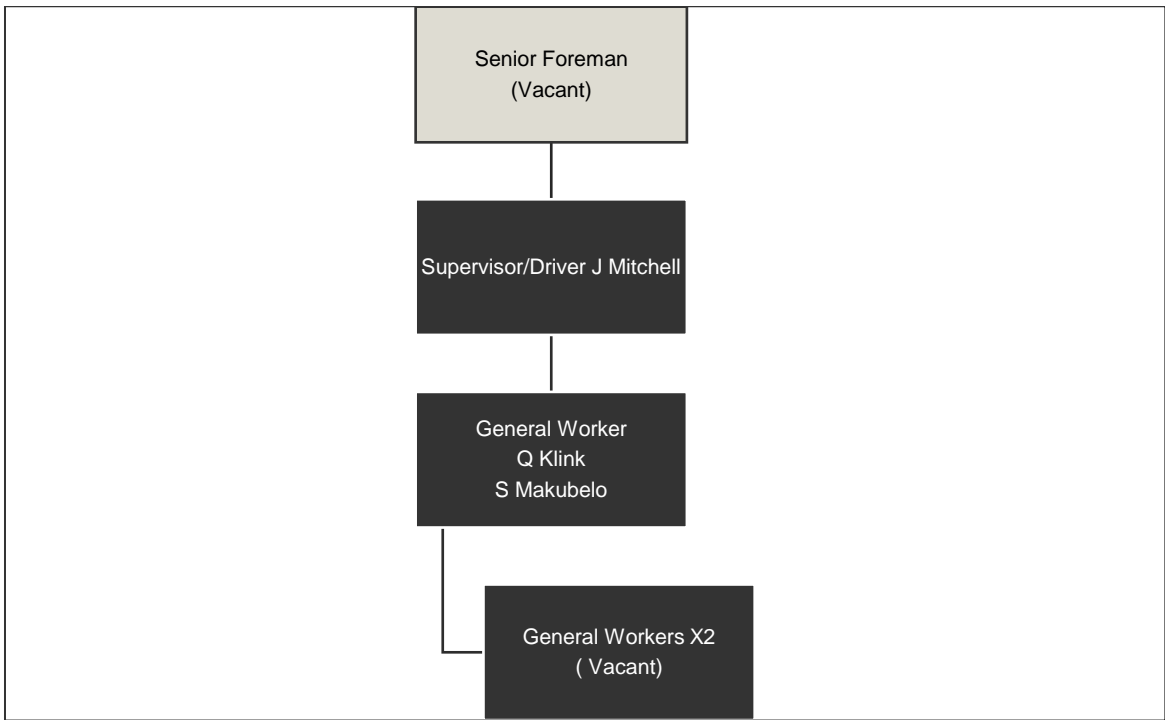 Senior Foreman
(Vacant)
Supervisor/Driver J Mitchell
General Worker
Q Klink
S Makubelo
General Workers X2
( Vacant)